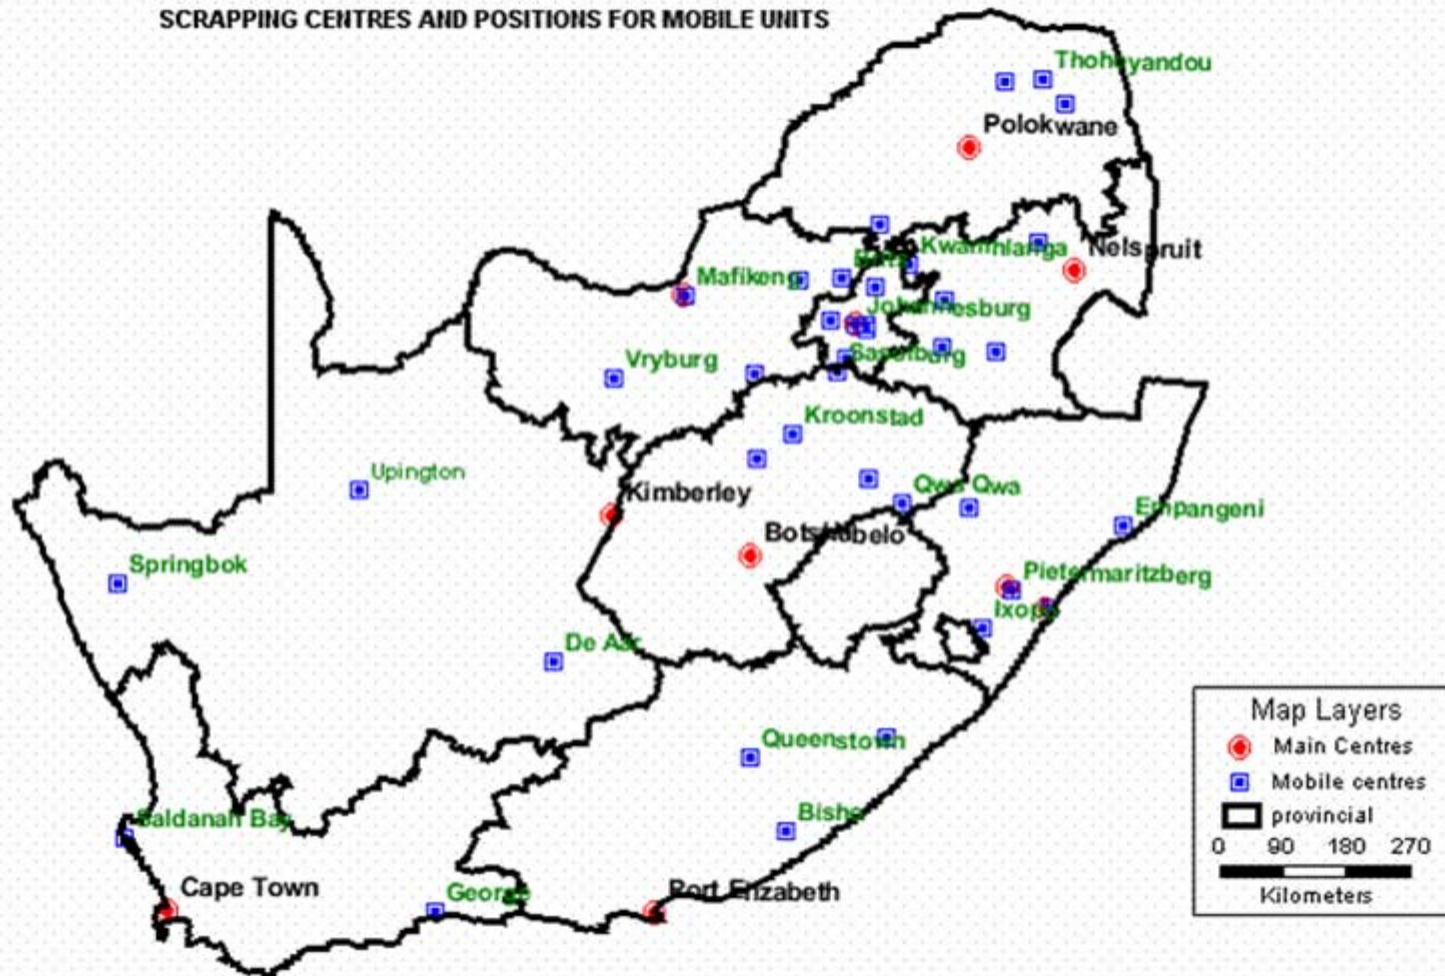 SCRAPPING CENTRES AND POSITIONS FOR MOBILE UNITS
Thohoyandou
Polokwane
Kwamhlanga
Nelspruit
Mafikeng
Johannesburg
Vryburg
Sasolburg
Kroonstad
Upington
Kimberley
Qwa Qwa
Empangeni
Botshabelo
Springbok
Pietermaritzberg
Ixopo
De Aar
Queenstown
Bisho
Saldanah Bay
Cape Town
George
Port Elizabeth
Map Layers
Main Centres
Mobile centres
provincial
0 90 180 270
Kilometers